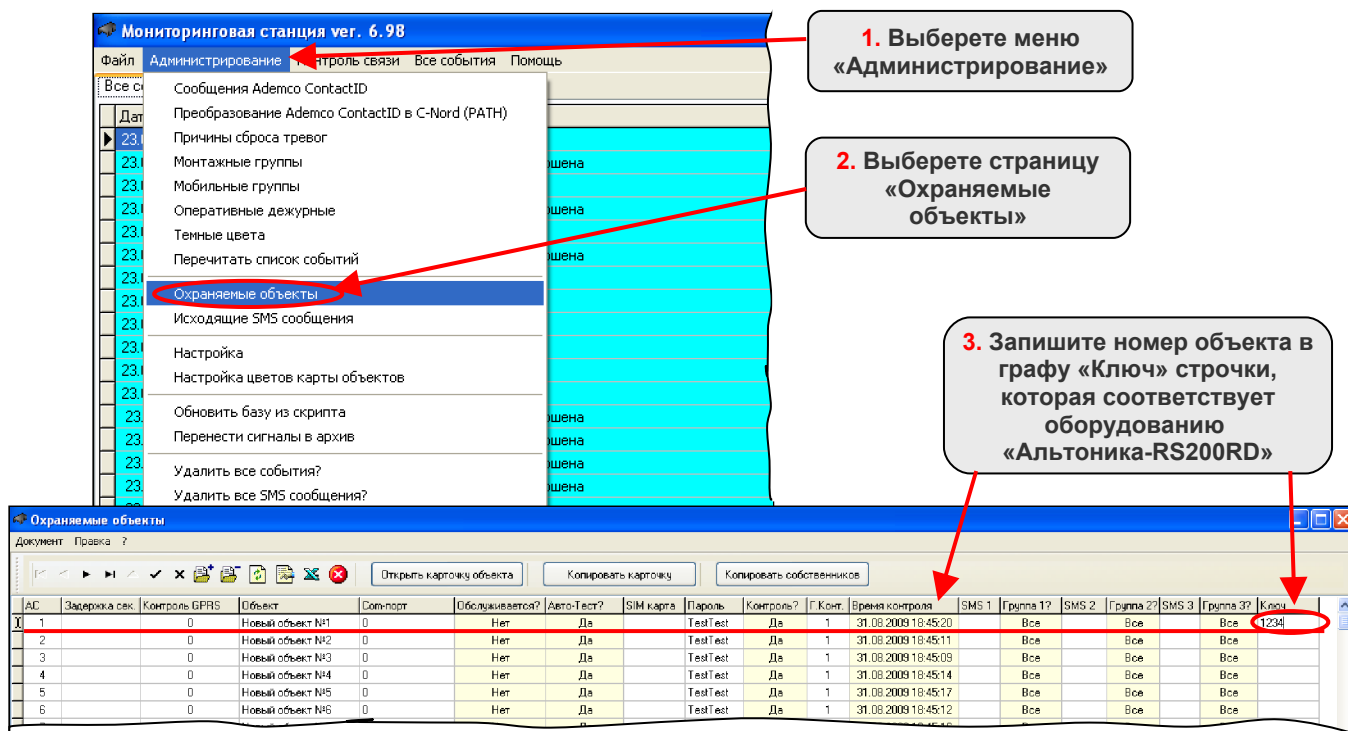 Мониторинговая станция ver. 6.98
Файл Администрирование Контроль связи Все события Помощь
1. Выберете меню
«Администрирование»
Сообщения Ademco ContactID
Преобразование Ademco ContactID в C-Nord (PATH)
Причины сброса тревог
Монтажные группы
Мобильные группы
Оперативные дежурные
Темные цвета
Перечитать список событий
Охраняемые объекты
Исходящие SMS сообщения
Настройка
Настройка цветов карты объектов
Обновить базу из скрипта
Перенести сигналы в архив
Удалить все события?
Удалить все SMS сообщения?
2. Выберете страницу
«Охраняемые
объекты»
3. Запишите номер объекта в
графу «Ключ» строчки,
которая соответствует
оборудованию
«Альтоника-RS200RD»
Охраняемые объекты
Документ Правка ?
Открыть карточку объекта Копировать карточку Копировать собственников
АС Задержка сек. Контроль GPRS Объект Com-порт Обслуживается? Авто-Тест? SIM карта Пароль Контроль? Г.Конт. Время контроля SMS 1 Группа 1? SMS 2 Группа 2? SMS 3 Группа 3? Ключ
1 0 Новый объект №1 0 Нет Да TestTest Да 1 31.08.2009 18:45:20 Все Все Все 1234
2 0 Новый объект №2 0 Нет Да TestTest Да 1 31.08.2009 18:45:11 Все Все Все
3 0 Новый объект №3 0 Нет Да TestTest Да 1 31.08.2009 18:45:09 Все Все Все
4 0 Новый объект №4 0 Нет Да TestTest Да 1 31.08.2009 18:45:14 Все Все Все
5 0 Новый объект №5 0 Нет Да TestTest Да 1 31.08.2009 18:45:17 Все Все Все
6 0 Новый объект №6 0 Нет Да TestTest Да 1 31.08.2009 18:45:12 Все Все Все